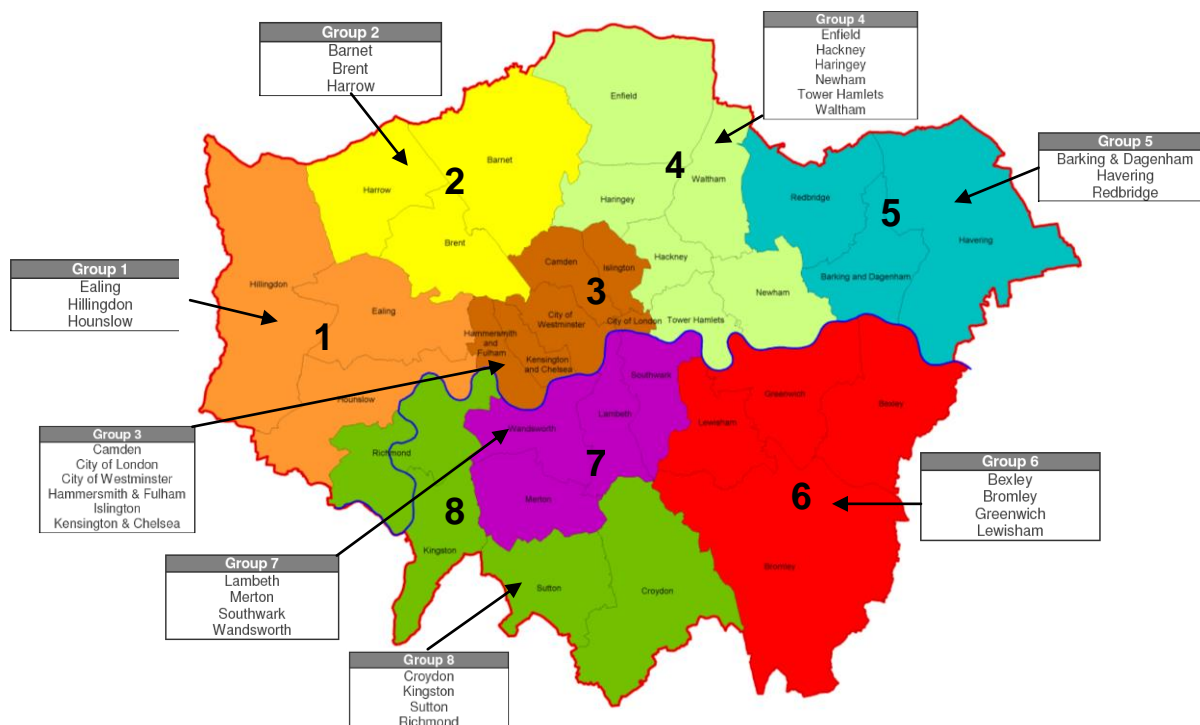 Group 2
Barnet
Brent
Harrow
Group 4
Enfield
Hackney
Haringey
Newham
Tower Hamlets
Waltham
Group 5
Barking & Dagenham
Havering
Redbridge
Group 1
Ealing
Hillingdon
Hounslow
Group 3
Camden
City of London
City of Westminster
Hammersmith & Fulham
Islington
Kensington & Chelsea
Group 6
Bexley
Bromley
Greenwich
Lewisham
Group 7
Lambeth
Merton
Southwark
Wandsworth
Group 8
Croydon
Kingston
Sutton
Richmond
Enfield
Barnet
Harrow
2
4
Waltham
Haringey
Redbridge
5
Brent
Havering
Hackney
Camden
Islington
Hillingdon
Barking and Dagenham
3
Newham
Ealing
City of
Westminster
City of London
Tower Hamlets
1
Hammersmith
and
Fulham
Kensington
and Chelsea
Southwark
Greenwich
Hounslow
Bexley
Lambeth
Lewisham
Wandsworth
Richmond
7
Merton
6
8
Kingston
Bromley
Sutton
Croydon